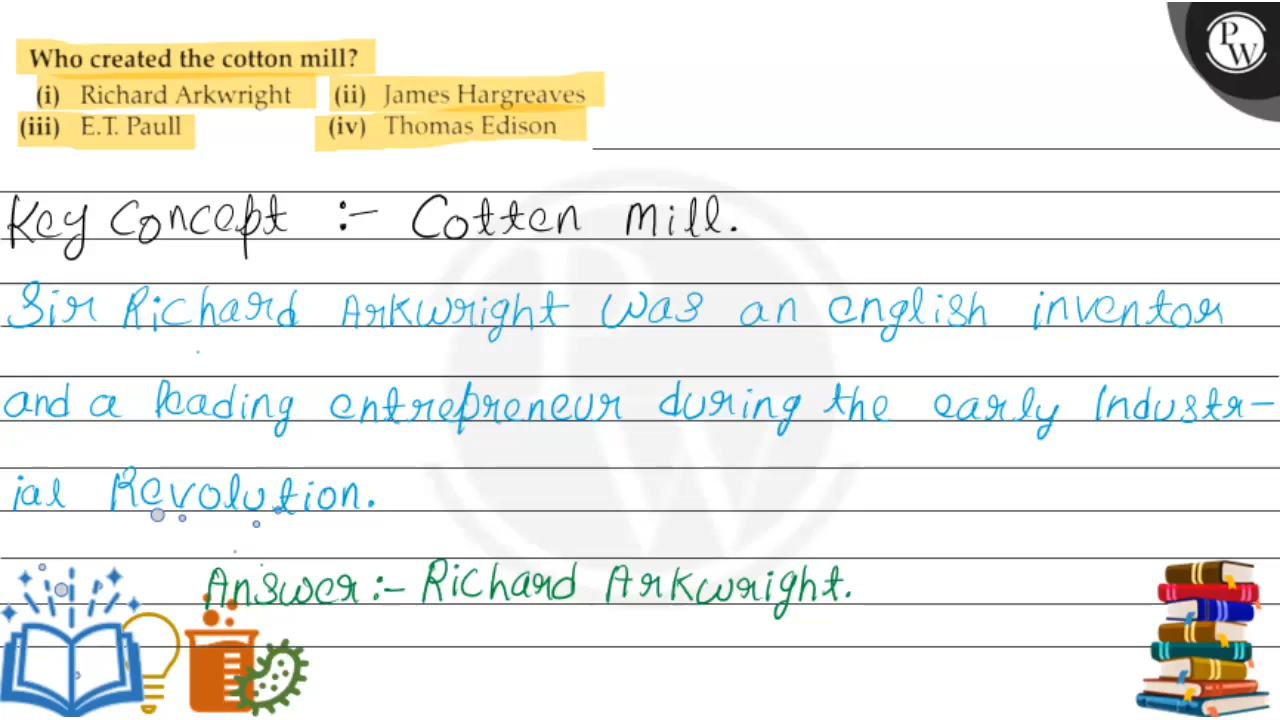 PW
Who created the cotton mill?
(i) Richard Arkwright (ii) James Hargreaves
(iii) E.T. Paull (iv) Thomas Edison
Key Concept :- Cotten Mill.
Sir Richard Arkwright was an english inventor
and a leading entrepreneur during the early Industr-
ial Revolution.
Answer :- Richard Arkwright.